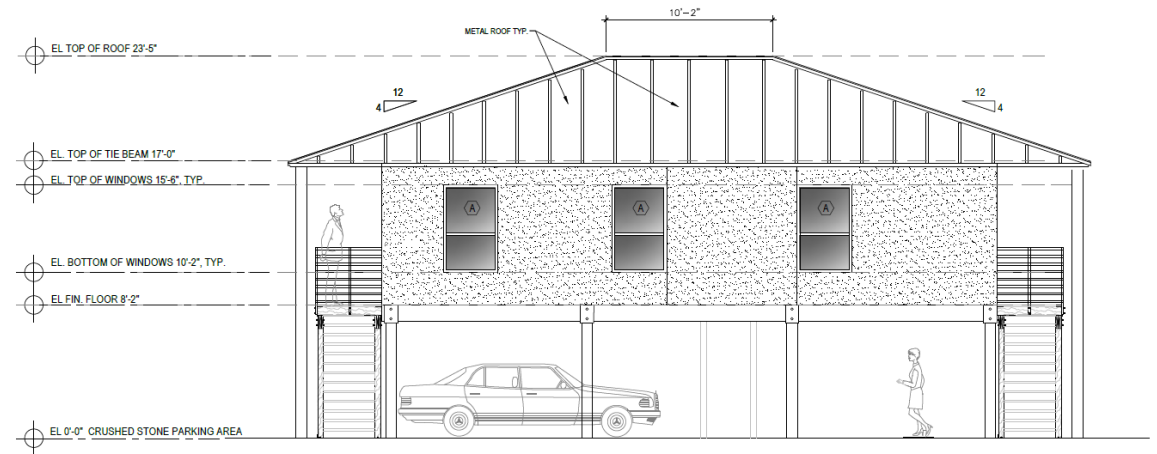 10'-2"
METAL ROOF TYP.
EL TOP OF ROOF 23'-5"
12
4
12
4
EL. TOP OF TIE BEAM 17'-0"
EL. TOP OF WINDOWS 15'-6", TYP.
A
A
A
EL. BOTTOM OF WINDOWS 10'-2", TYP.
EL FIN. FLOOR 8'-2"
EL 0'-0" CRUSHED STONE PARKING AREA